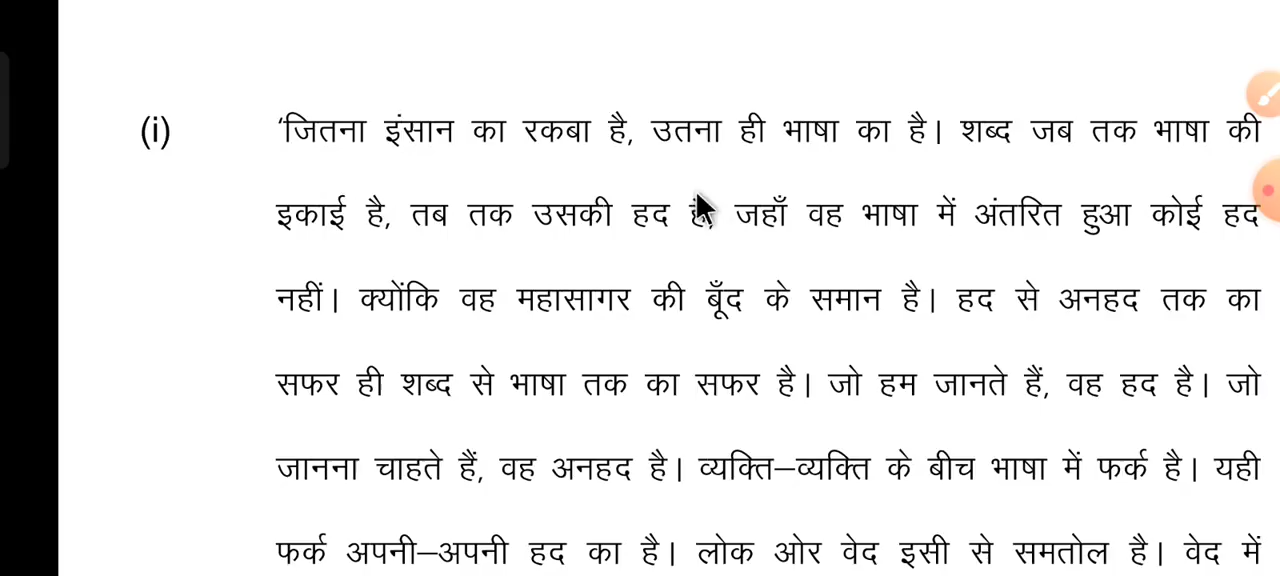 (i) ‘जितना इंसान का रकबा है, उतना ही भाषा का है। शब्द जब तक भाषा की
इकाई है, तब तक उसकी हद जहाँ वह भाषा में अंतरित हुआ कोई हद
नहीं। क्योंकि वह महासागर की बूँद के समान है। हद से अनहद तक का
सफर ही शब्द से भाषा तक का सफर है। जो हम जानते हैं, वह हद है। जो
जानना चाहते हैं, वह अनहद है। व्यक्ति–व्यक्ति के बीच भाषा में फर्क है। यही
फर्क अपनी–अपनी हद का है। लोक ओर वेद इसी से समतोल है। वेद में